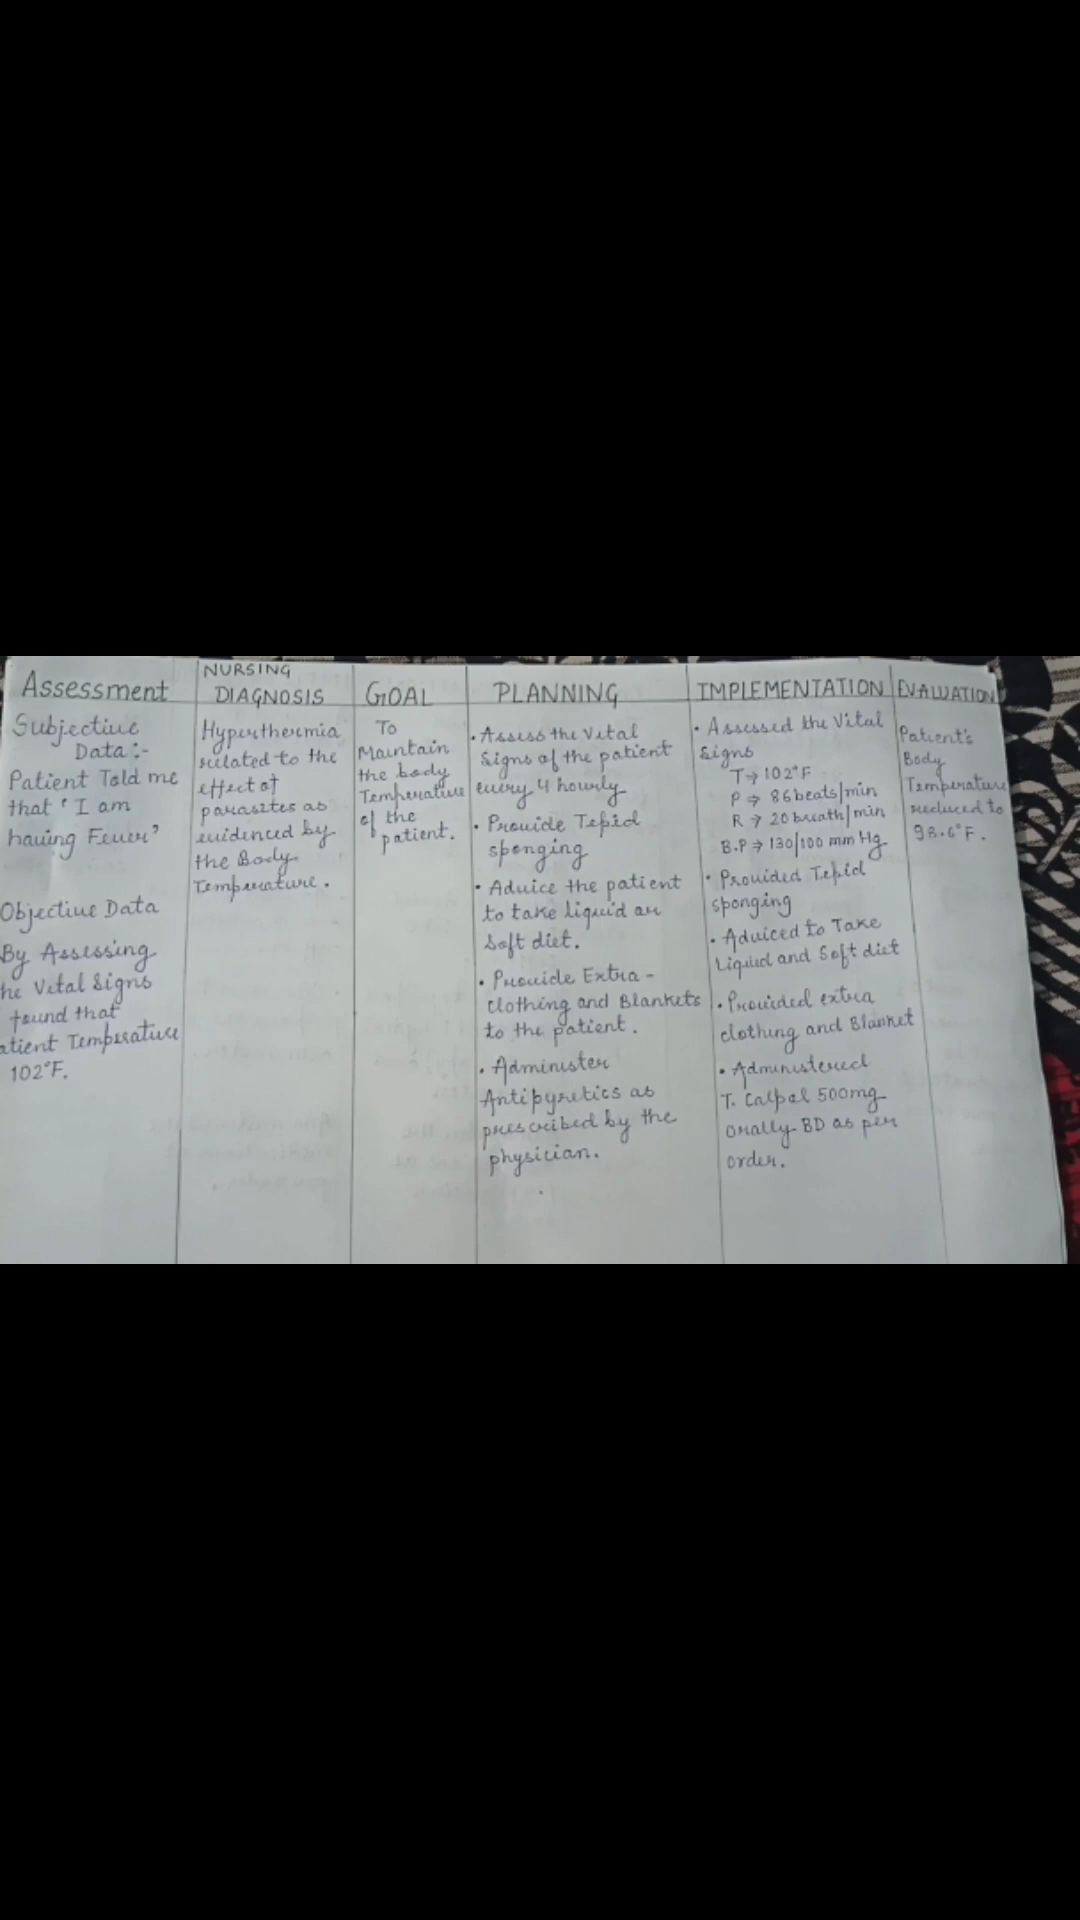 Assessment
Subjective
Data:-
Patient Told me
that ' I am
having Fever'
Objective Data
By Assessing
he Vital Signs
found that
atient Temperature
102°F.
NURSING
DIAGNOSIS
Hyperthermia
related to the
effect of
parasites as
evidenced by
the Body
Temperature.
GOAL
To
Maintain
the body
Temperature
of the
patient.
PLANNING
• Assess the Vital
Signs of the patient
every 4 hourly
• Provide Tepid
sponging
• Advice the patient
to take liquid or
Soft diet.
• Provide Extra-
clothing and Blankets
to the patient.
• Administer
Antipyretics as
prescribed by the
physician.
IMPLEMENTATION
• Assessed the Vital
Signs
T → 102°F
P → 86 beats/min
R → 20 breath/min
B.P → 130/100 mm Hg
• Provided Tepid
sponging
• Adviced to Take
Liquid and Soft diet
• Provided extra
clothing and Blanket
• Administered
T. Calpal 500mg
orally BD as per
order.
EVALUATION
Patient's
Body
Temperature
reduced to
98.6°F.